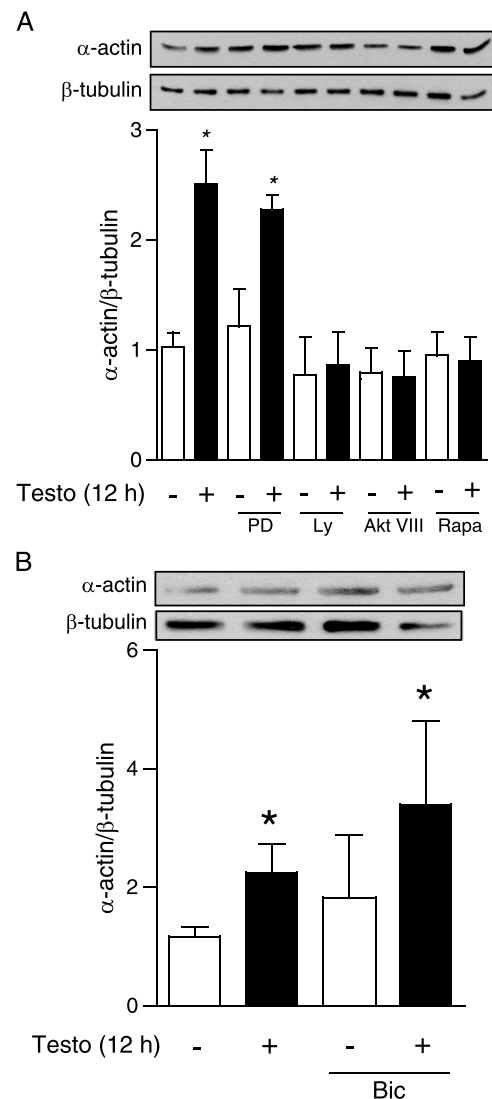 A
α-actin
β-tubulin
3
2
1
0
α-actin/β-tubulin
* *
Testo (12 h) - + - + - + - + - +
PD Ly Akt VIII Rapa
B
α-actin
β-tubulin
6
4
2
0
α-actin/β-tubulin
* *
Testo (12 h) - + - +
Bic